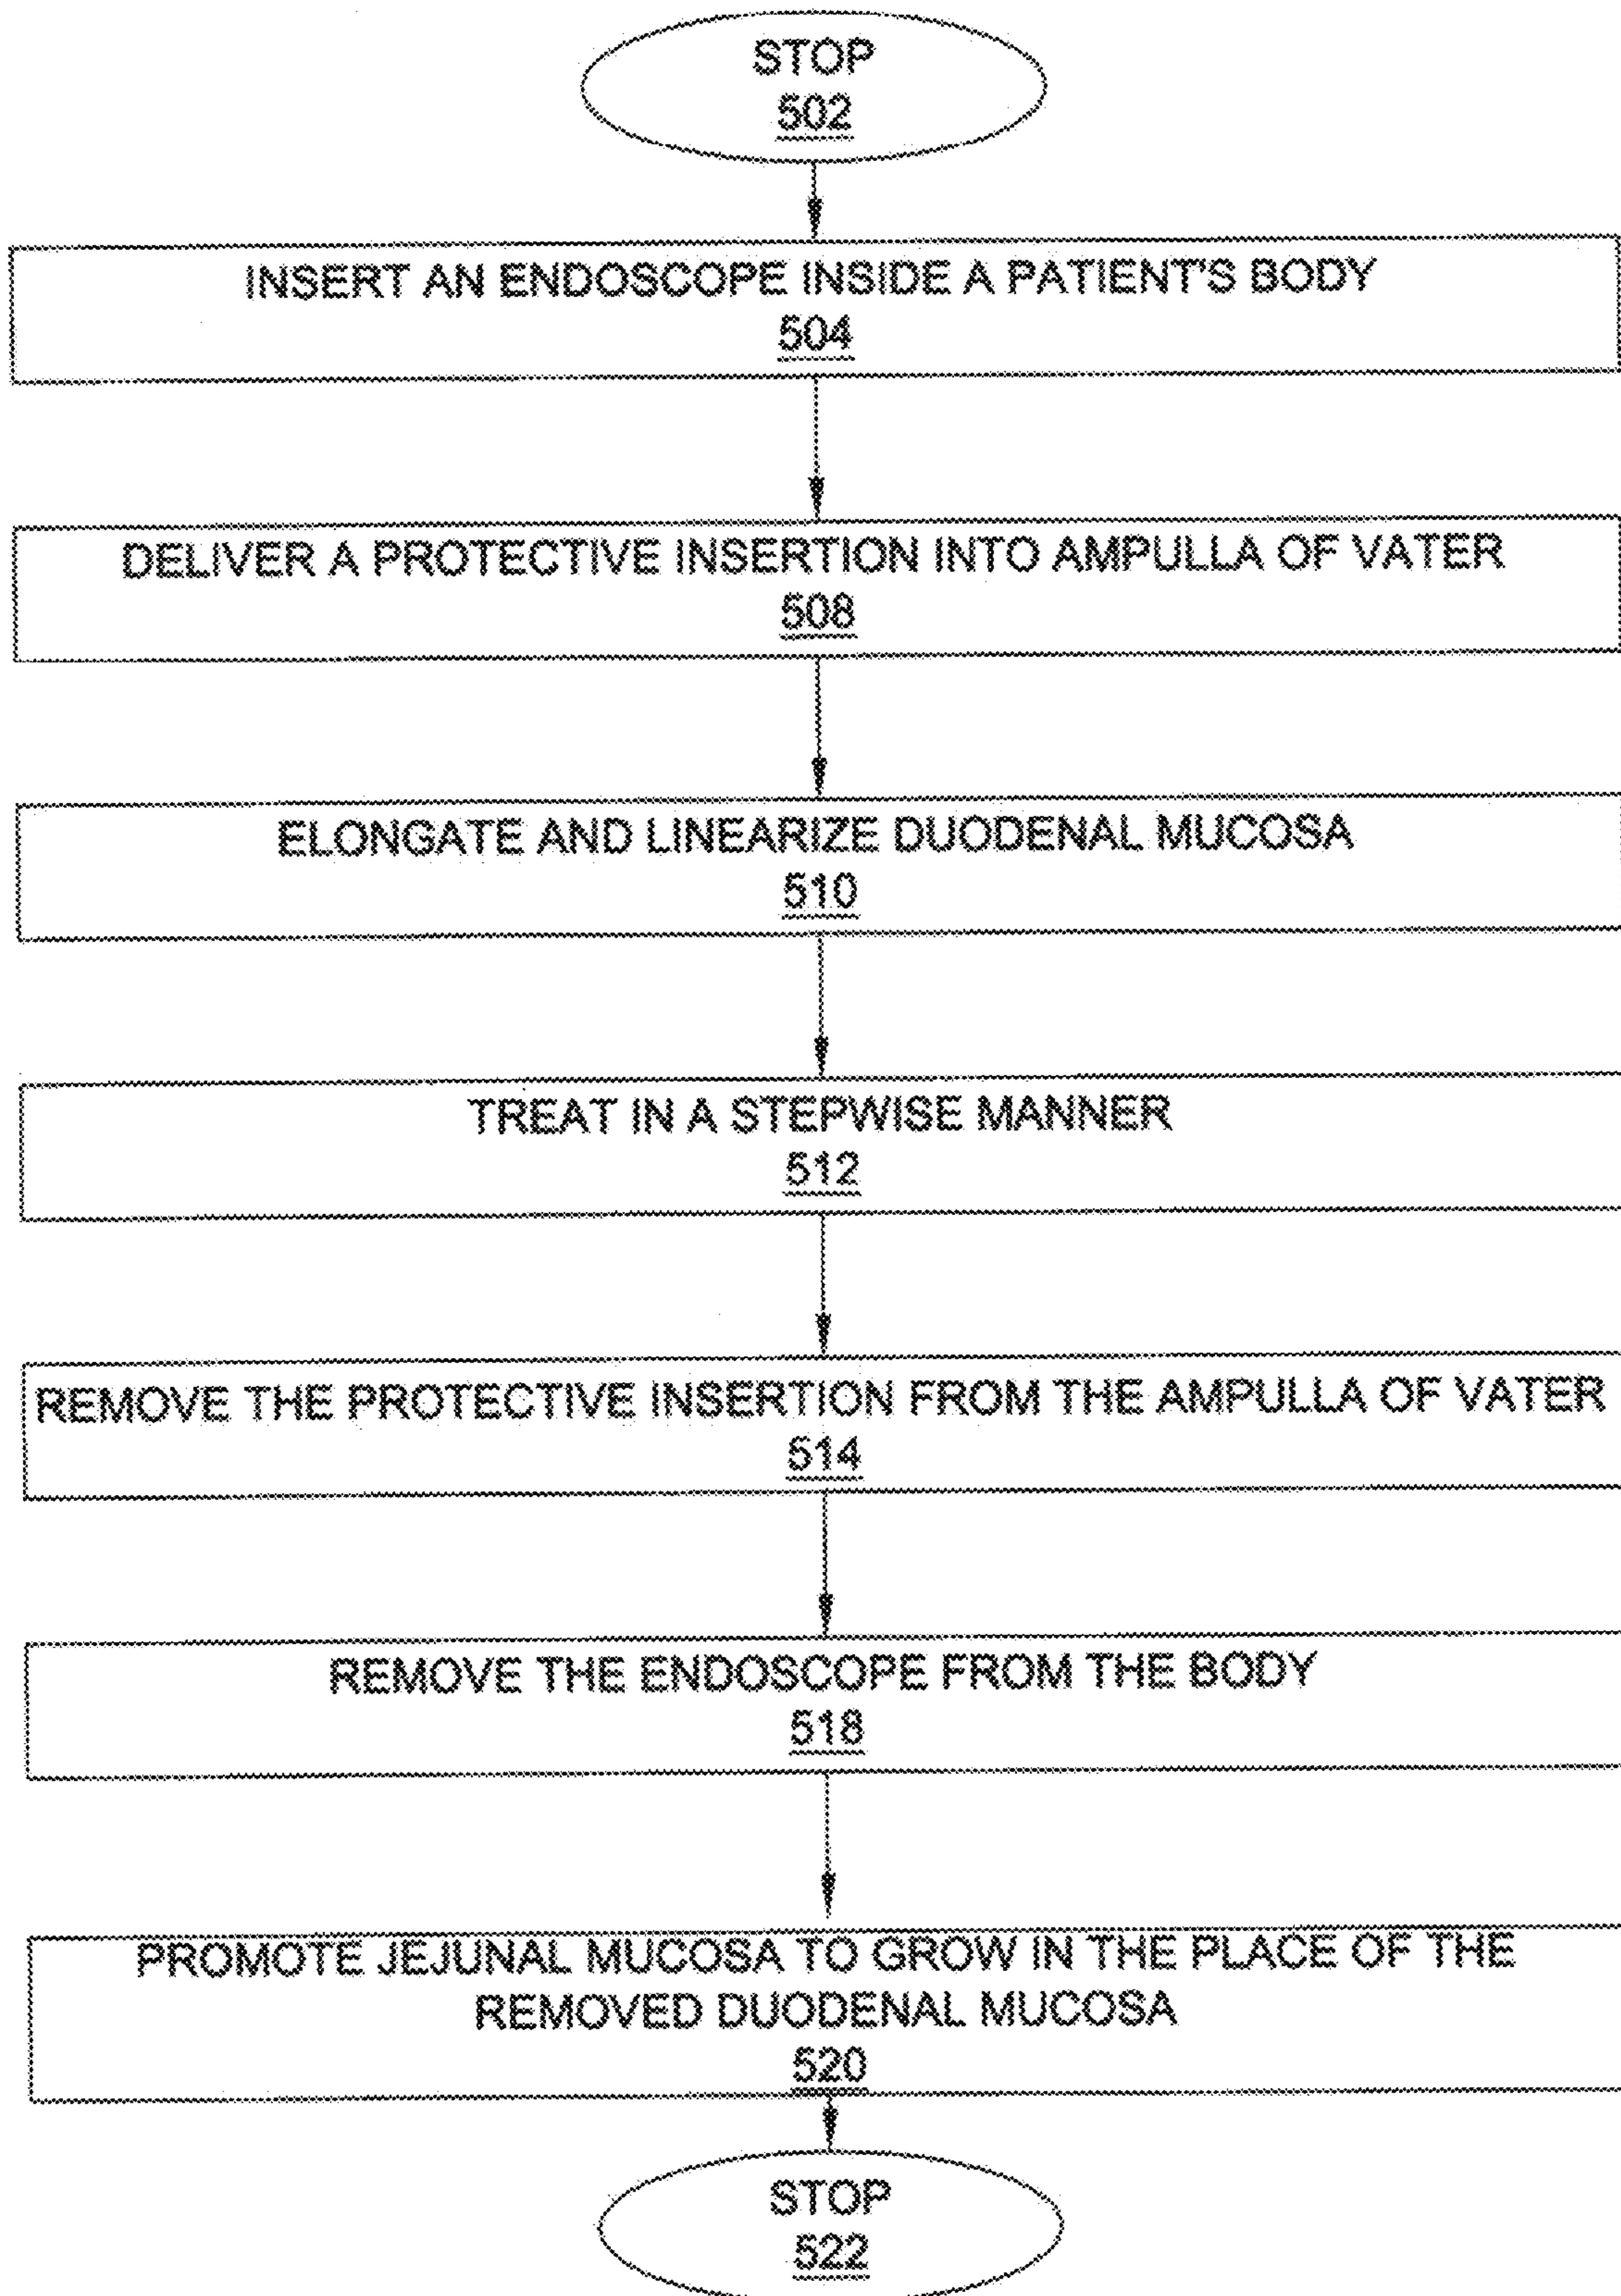 STOP
502
INSERT AN ENDOSCOPE INSIDE A PATIENT'S BODY
504
DELIVER A PROTECTIVE INSERTION INTO AMPULLA OF VATER
508
ELONGATE AND LINEARIZE DUODENAL MUCOSA
510
TREAT IN A STEPWISE MANNER
512
REMOVE THE PROTECTIVE INSERTION FROM THE AMPULLA OF VATER
514
REMOVE THE ENDOSCOPE FROM THE BODY
518
PROMOTE JEJUNAL MUCOSA TO GROW IN THE PLACE OF THE
REMOVED DUODENAL MUCOSA
520
STOP
522